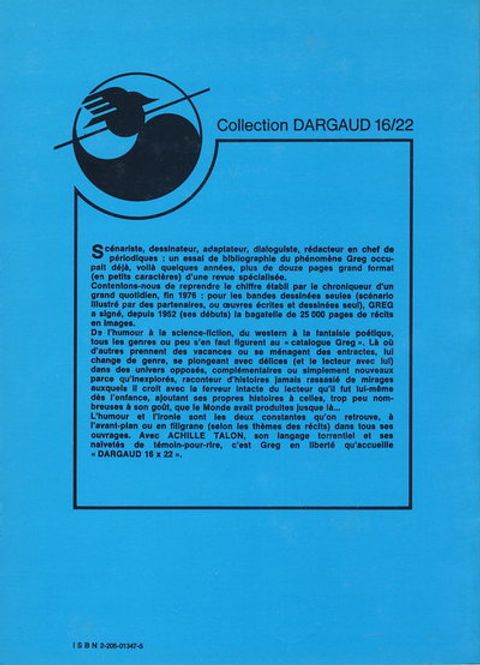 Collection DARGAUD 16/22
Scénariste, dessinateur, adaptateur, dialoguiste, rédacteur en chef de
périodiques : un essai de bibliographie du phénomène Greg occu-
pait déjà, voilà quelques années, plus de douze pages grand format
(en petits caractères) d'une revue spécialisée.
Contentons-nous de reprendre le chiffre établi par le chroniqueur d'un
grand quotidien, fin 1976 : pour les bandes dessinées seules (scénario
illustré par des partenaires, ou œuvres écrites et dessinées seul), GREG
a signé, depuis 1952 (ses débuts) la bagatelle de 25 000 pages de récits
en images.
De l'humour à la science-fiction, du western à la fantaisie poétique,
tous les genres ou peu s'en faut figurent au « catalogue Greg ». Là où
d'autres prennent des vacances ou se ménagent des entractes, lui
change de genre, se plongeant avec délices (et le lecteur avec lui)
dans des univers opposés, complémentaires ou simplement nouveaux
parce qu'inexplorés, raconteur d'histoires jamais rassasié de mirages
auxquels il croit avec la ferveur intacte du lecteur qu'il fut lui-même
dès l'enfance, ajoutant ses propres histoires à celles, trop peu nom-
breuses à son goût, que le Monde avait produites jusque là...
L'humour et l'ironie sont les deux constantes qu'on retrouve, à
l'avant-plan ou en filigrane (selon les thèmes des récits) dans tous ses
ouvrages. Avec ACHILLE TALON, son langage torrentiel et ses
naïvetés de témoin-pour-rire, c'est Greg en liberté qu'accueille
« DARGAUD 16 x 22 ».
ISBN 2-205-01347-5